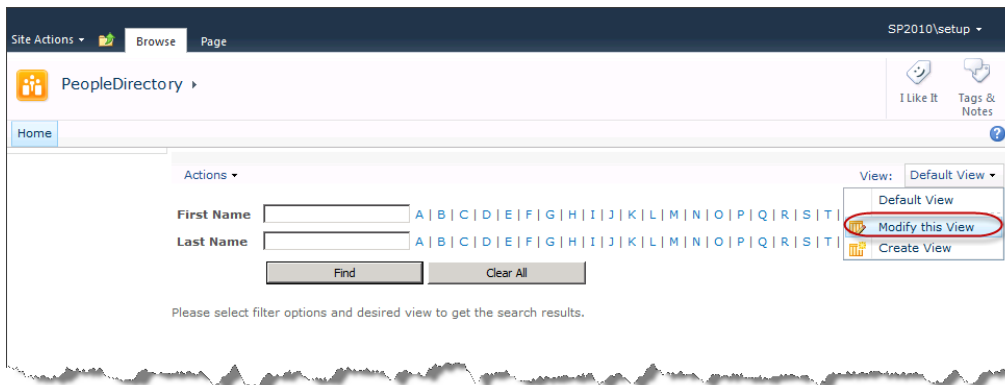 SP2010\setup
Site Actions Browse Page
PeopleDirectory
I Like It Tags & Notes
Home
Actions View: Default View
Default View
First Name A | B | C | D | E | F | G | H | I | J | K | L | M | N | O | P | Q | R | S | T |
Modify this View
Last Name A | B | C | D | E | F | G | H | I | J | K | L | M | N | O | P | Q | R | S | T |
Create View
Find Clear All
Please select filter options and desired view to get the search results.